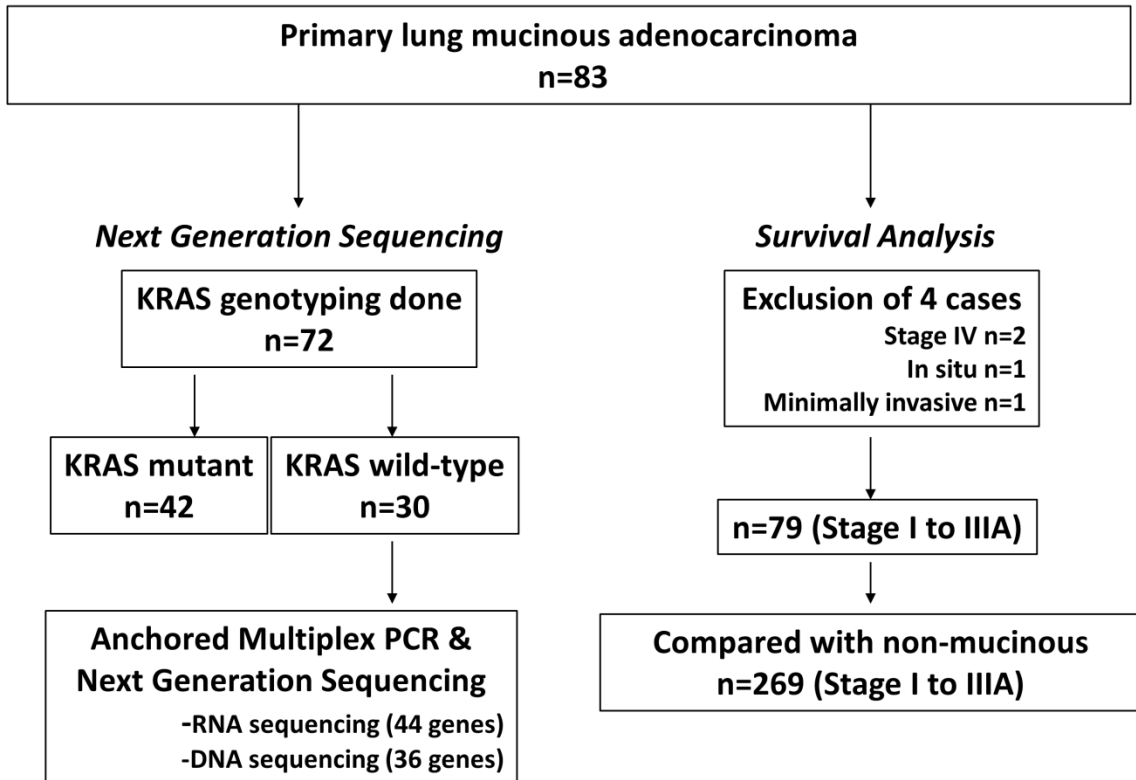 Primary lung mucinous adenocarcinoma
n=83
Next Generation Sequencing
KRAS genotyping done
n=72
KRAS mutant
n=42
KRAS wild-type
n=30
Anchored Multiplex PCR &
Next Generation Sequencing
-RNA sequencing (44 genes)
-DNA sequencing (36 genes)
Survival Analysis
Exclusion of 4 cases
Stage IV n=2
In situ n=1
Minimally invasive n=1
n=79 (Stage I to IIIA)
Compared with non-mucinous
n=269 (Stage I to IIIA)